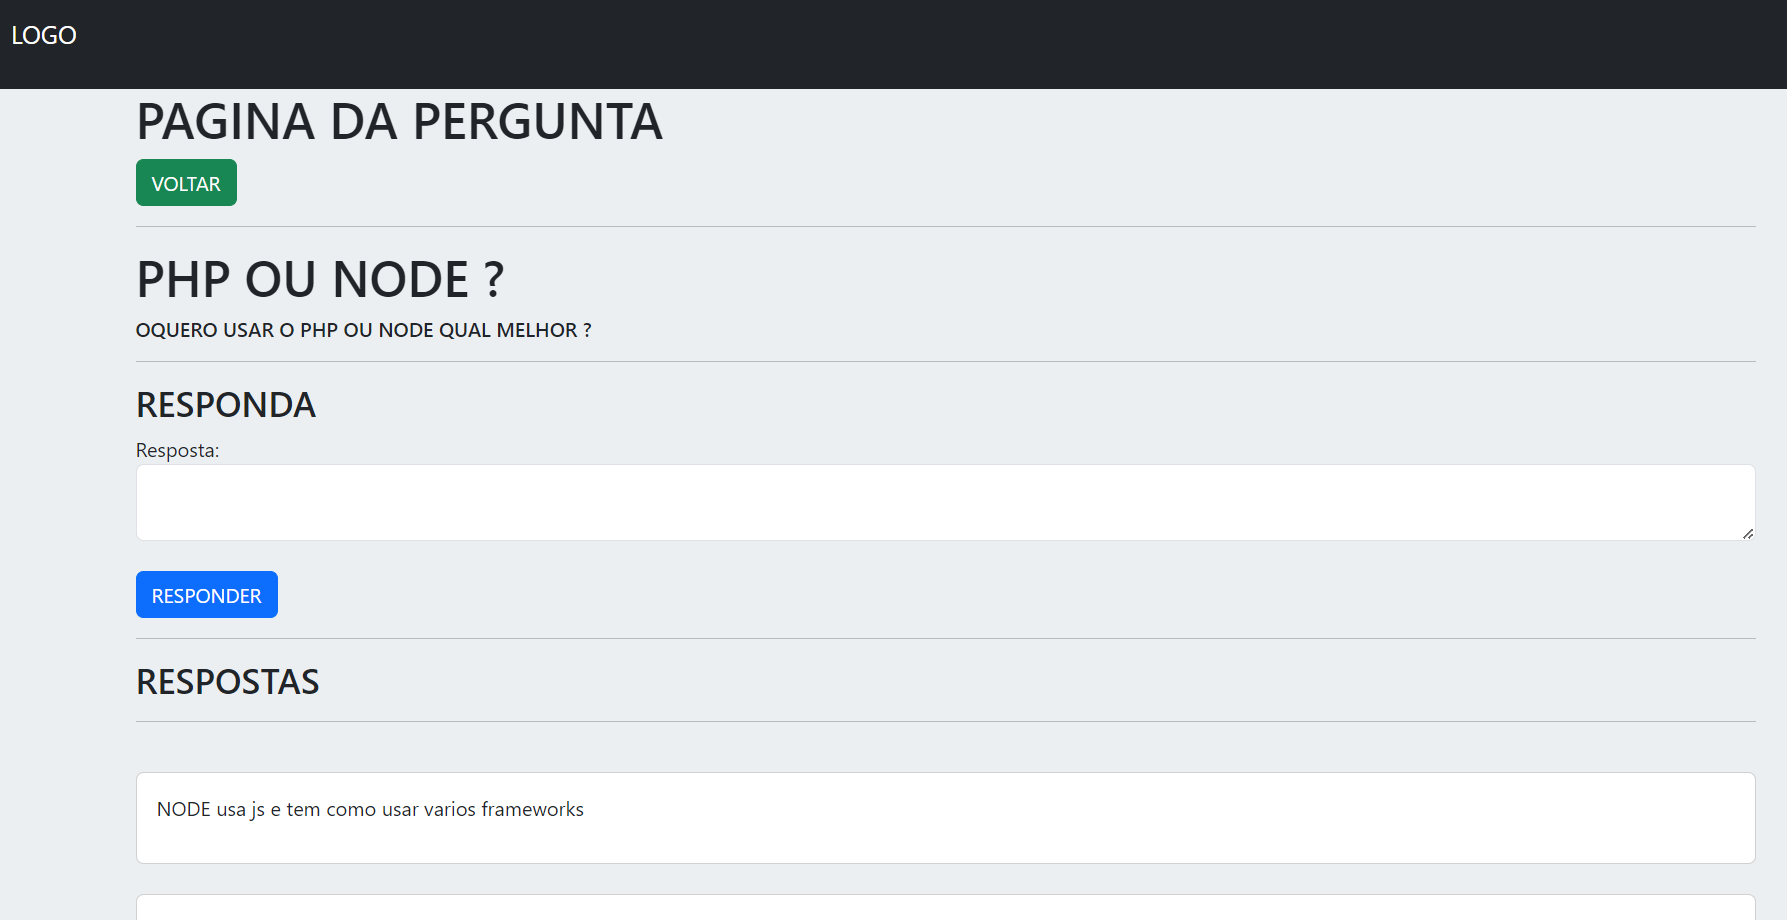 LOGO
PAGINA DA PERGUNTA
VOLTAR
PHP OU NODE ?
OQUERO USAR O PHP OU NODE QUAL MELHOR ?
RESPONDA
Resposta:
RESPONDER
RESPOSTAS
NODE usa js e tem como usar varios frameworks